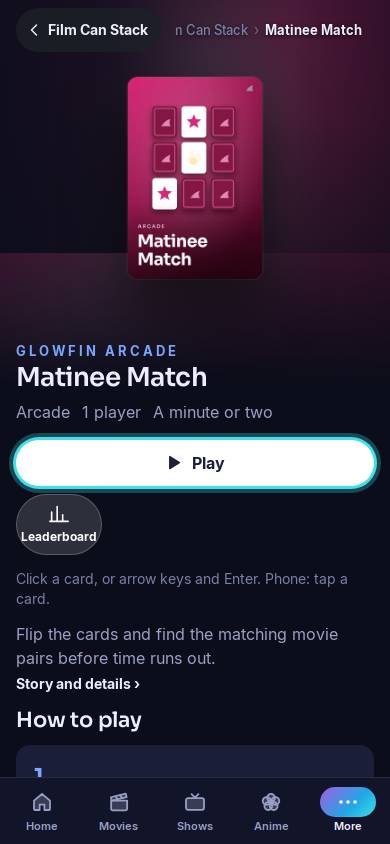 Film Can Stack
n Can Stack › Matinee Match
ARCADE
Matinee
Match
GLOWFIN ARCADE
Matinee Match
Arcade 1 player A minute or two
Play
Leaderboard
Click a card, or arrow keys and Enter. Phone: tap a
card.
Flip the cards and find the matching movie
pairs before time runs out.
Story and details ›
How to play
1
Home Movies Shows Anime More